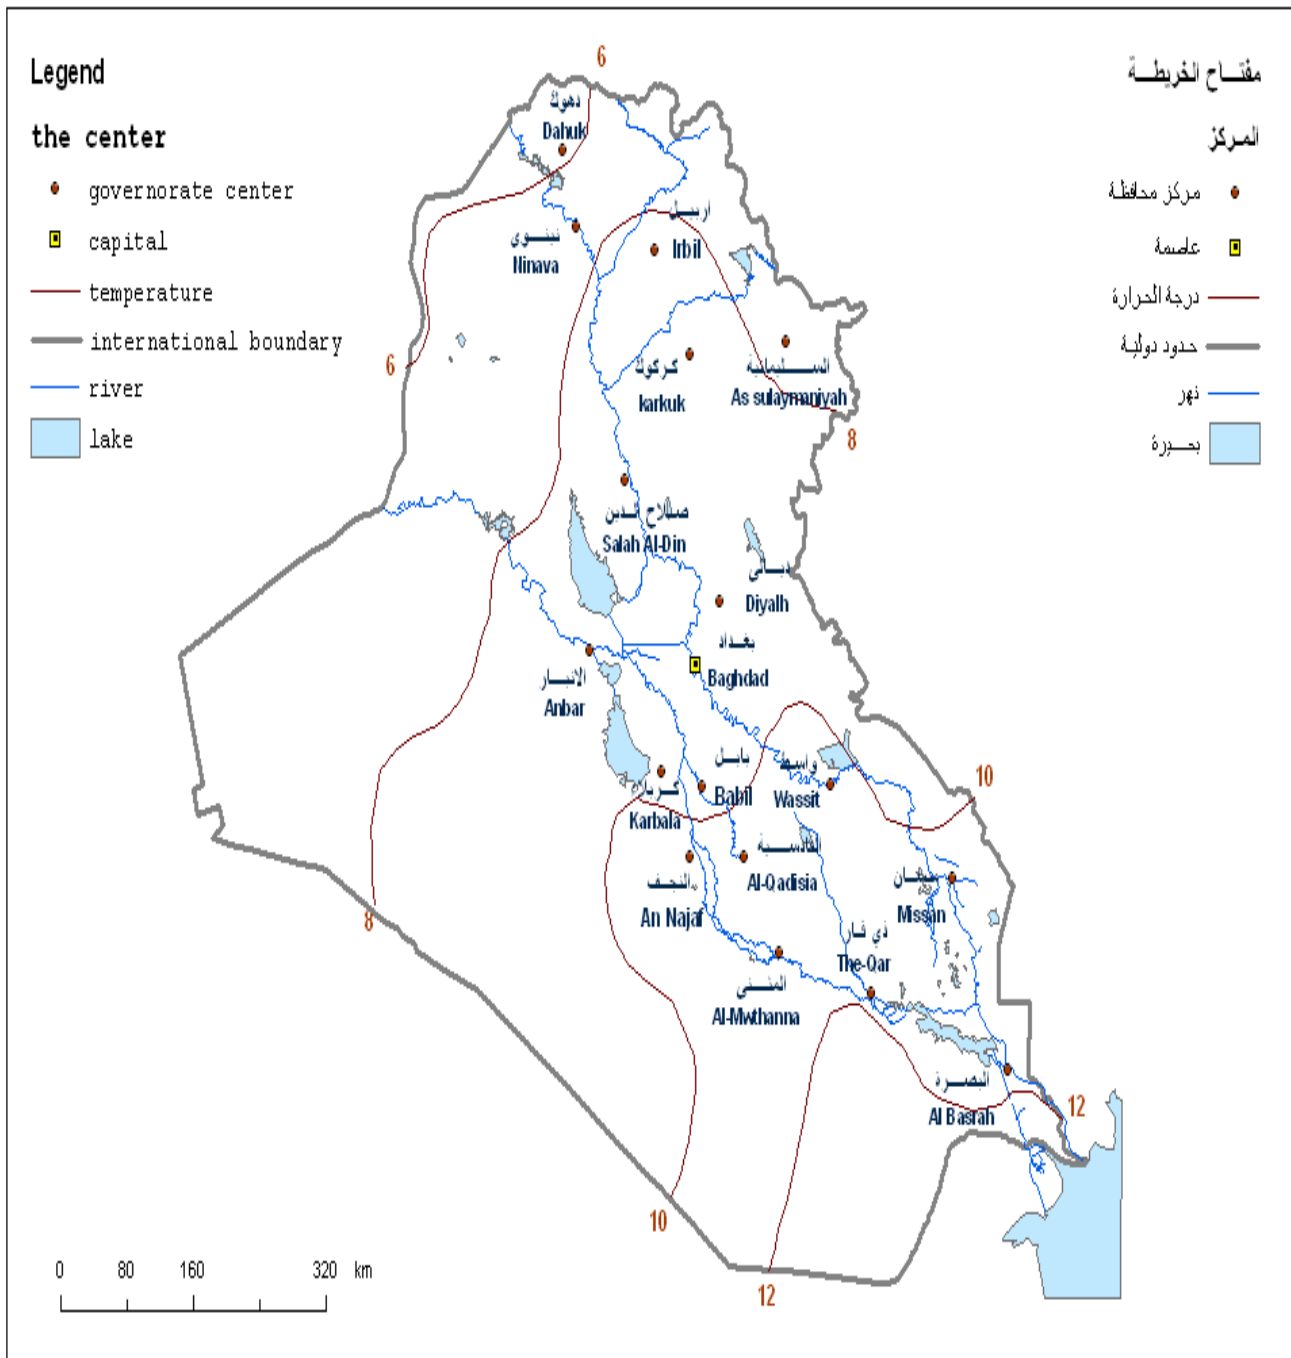 6
Legend
مفتاح الخريطة
the center
المركز
governorate center
مركز محافظة
capital
عاصمة
temperature
درجة الحرارة
international boundary
حدود دولية
river
نهر
lake
بحيرة
دهوك
Dahuk
اربيل
Irbil
نينوى
Ninava
6
كركوك
karkuk
السليمانية
As sulaymaniyah
8
صلاح الدين
Salah Al-Din
ديالى
Diyalh
بغداد
Baghdad
الانبار
Anbar
بابل
Babil
واسط
Wassit
10
كربلاء
Karbala
القادسية
Al-Qadisia
النجف
An Najaf
ميسان
Missan
8
ذي قار
The-Qar
المثنى
Al-Mwthanna
البصرة
Al Basrah
12
10
12
0 80 160 320 km